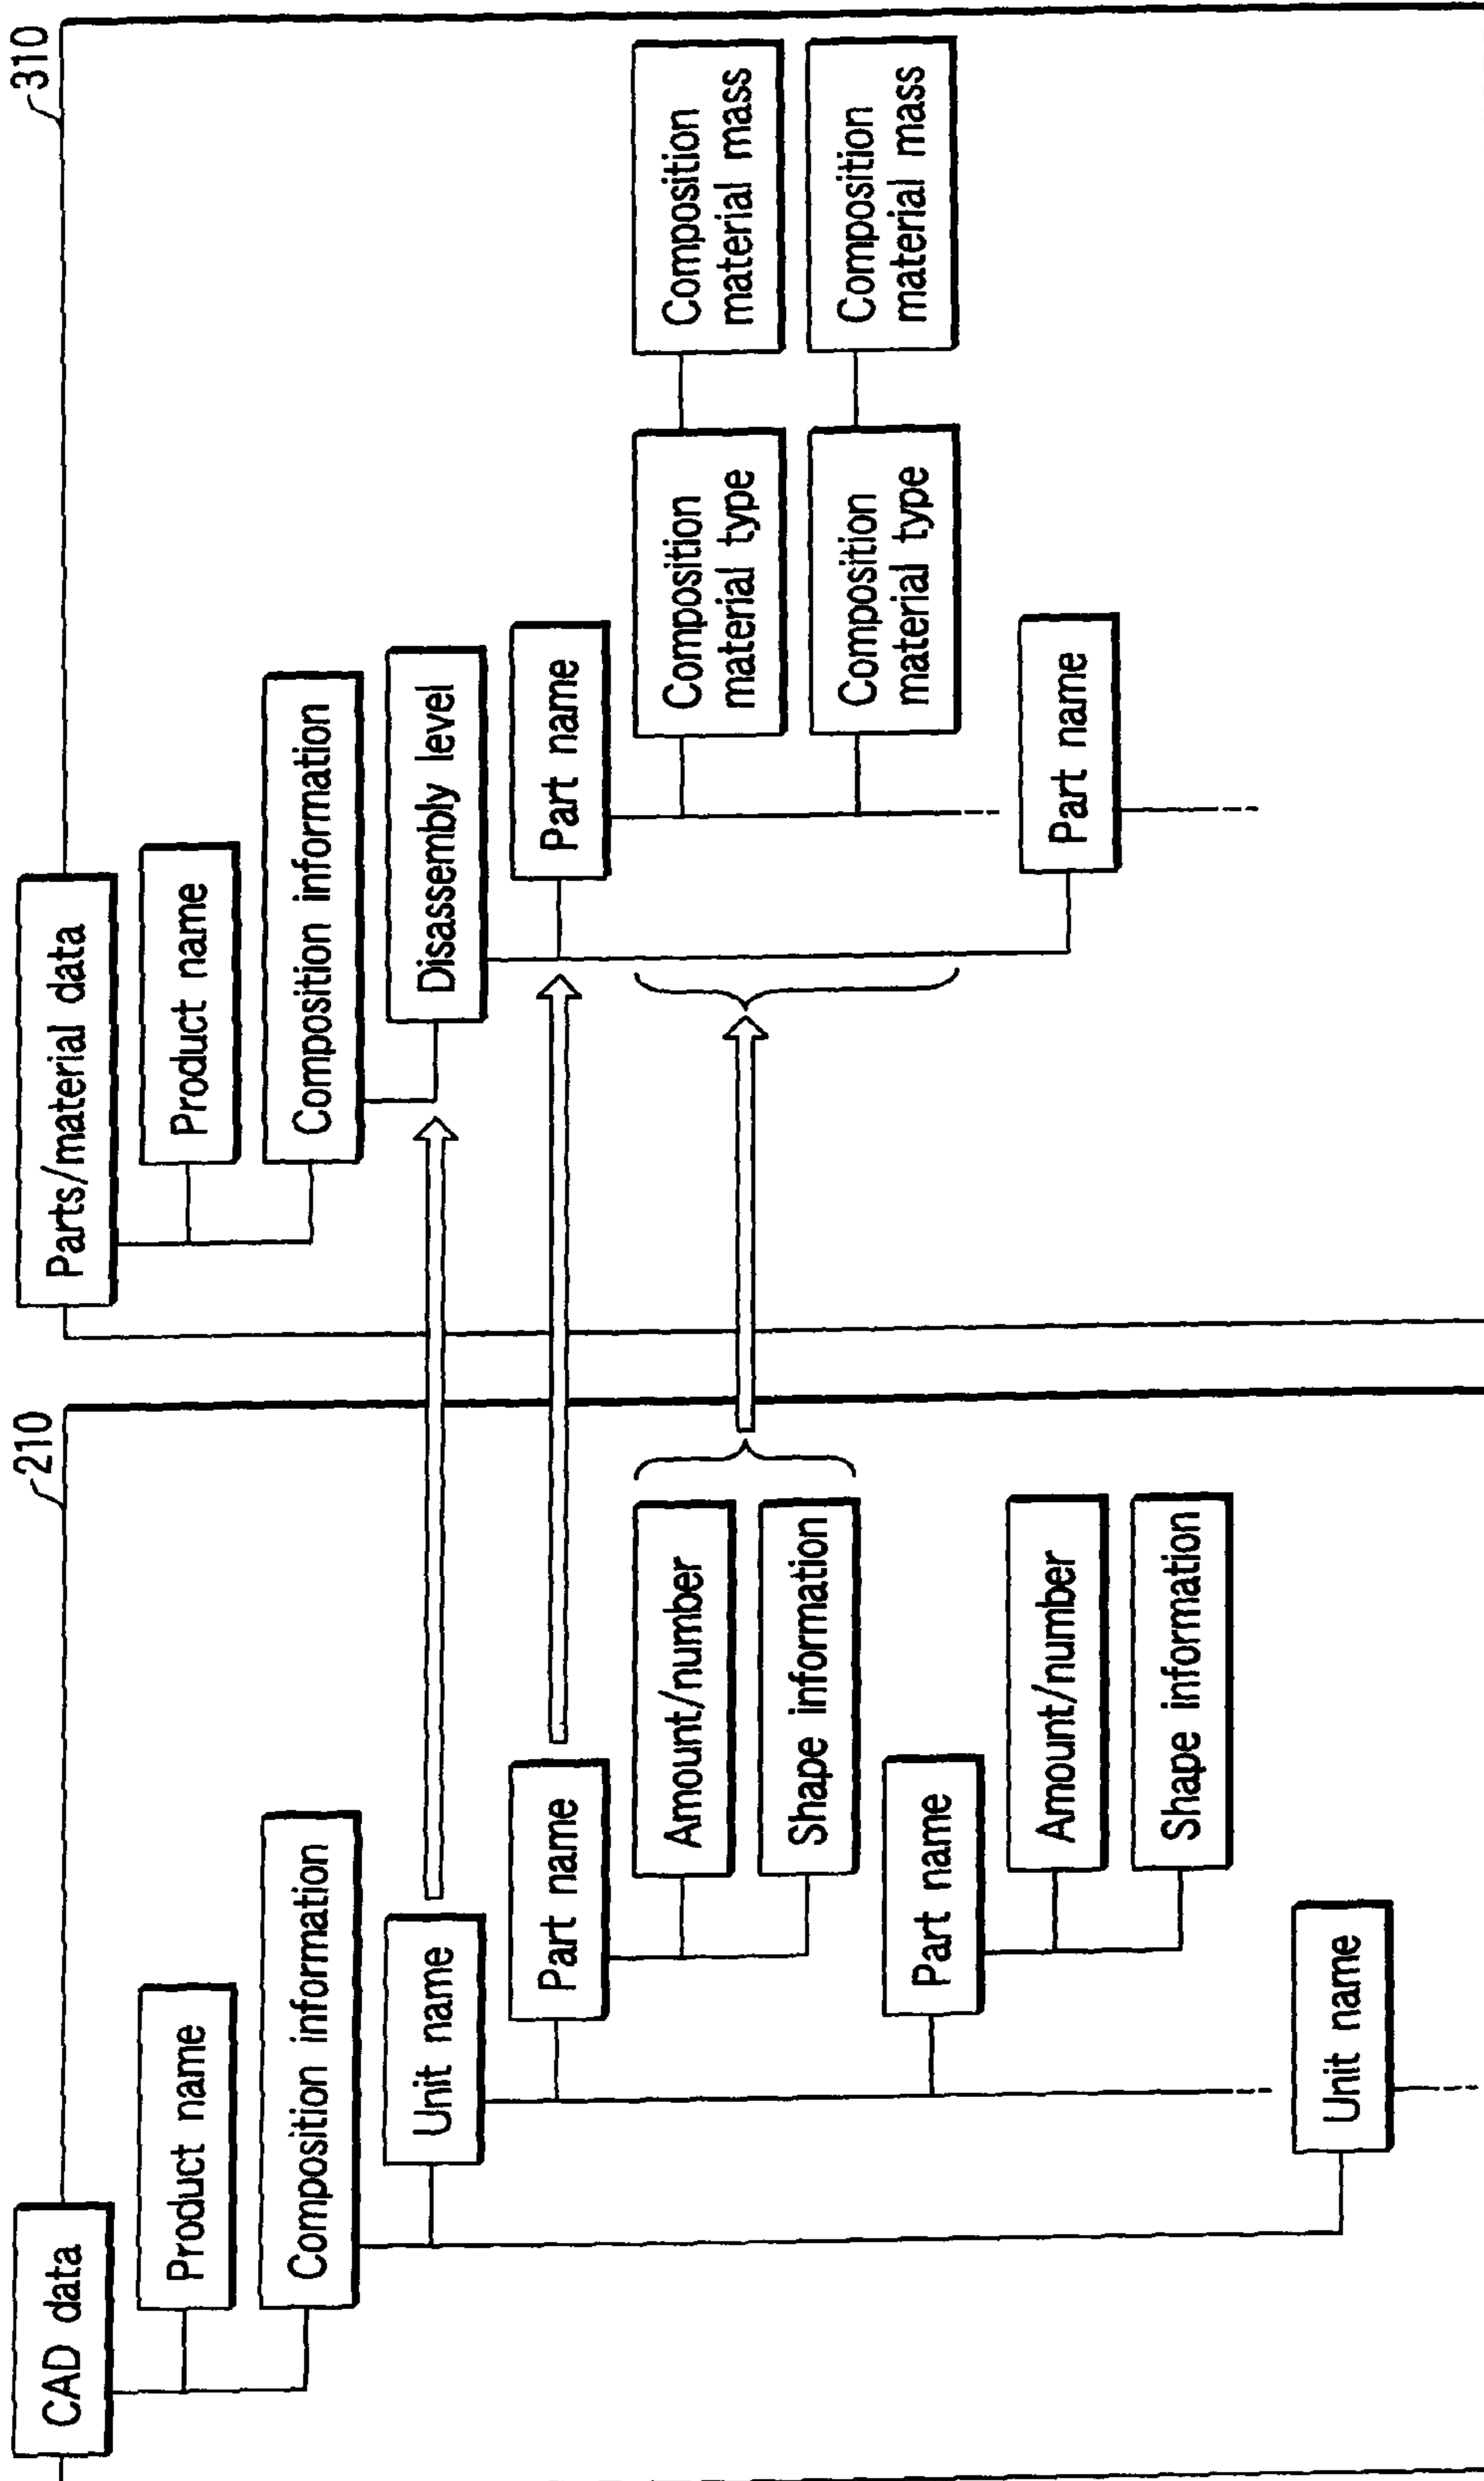 210
CAD data
Product name
Composition information
Unit name
Part name
Amount/number
Shape information
Part name
Amount/number
Shape information
Unit name
310
Parts/material data
Product name
Composition information
Disassembly level
Part name
Composition
material type
Composition
material mass
Composition
material type
Composition
material mass
Part name